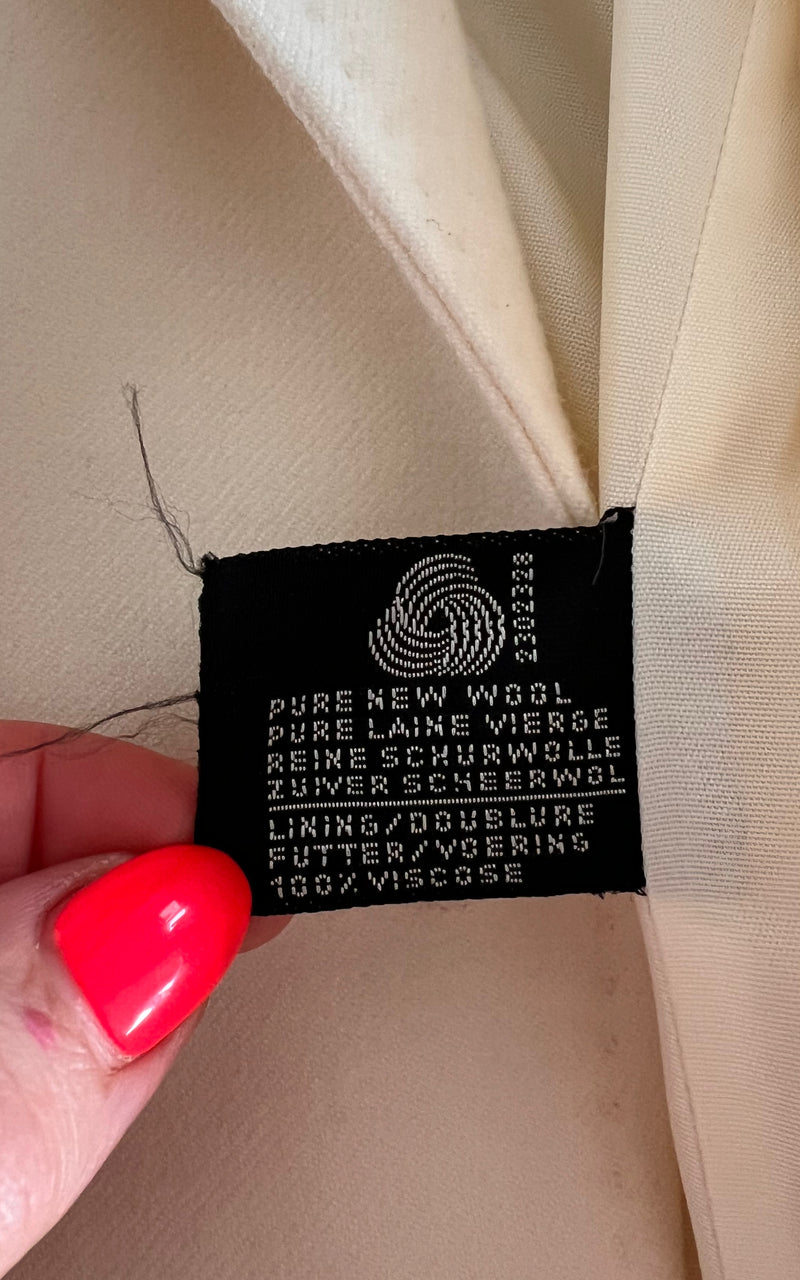 PURE NEW WOOL
PURE LAINE VIERGE
REINE SCHURWOLLE
ZUIVER SCHEERWOL
LINING/DOUBLURE
FUTTER/VOERING
100% VISCOSE